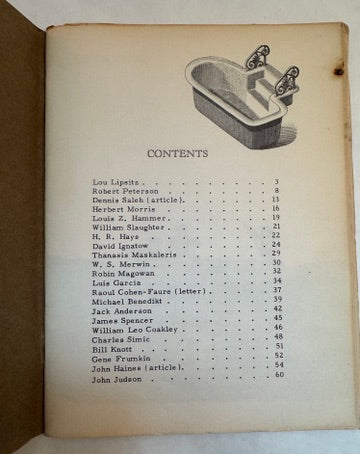 CONTENTS
Lou Lipsits . . . . . . . . . . 3
Robert Peterson . . . . . . . . 8
Dennis Saleh (article). . . . . . . 13
Herbert Morris . . . . . . . . 16
Louis Z. Hammer . . . . . . . . 19
William Slaughter . . . . . . . . 21
H. R. Hays . . . . . . . . . 22
David Ignatow . . . . . . . . 24
Thanasis Maskaleris . . . . . . . 29
W. S. Merwin . . . . . . . . . 30
Robin Magowan . . . . . . . . 32
Luis Garcia . . . . . . . . . 34
Raoul Cohen-Faure (letter) . . . . . . 37
Michael Benedikt . . . . . . . . 39
Jack Anderson . . . . . . . . 42
James Spencer . . . . . . . . 45
William Leo Coakley . . . . . . . 46
Charles Simic . . . . . . . . 48
Bill Knott . . . . . . . . . 51
Gene Frumkin . . . . . . . . 52
John Haines (article) . . . . . . . 54
John Judson . . . . . . . . . 60